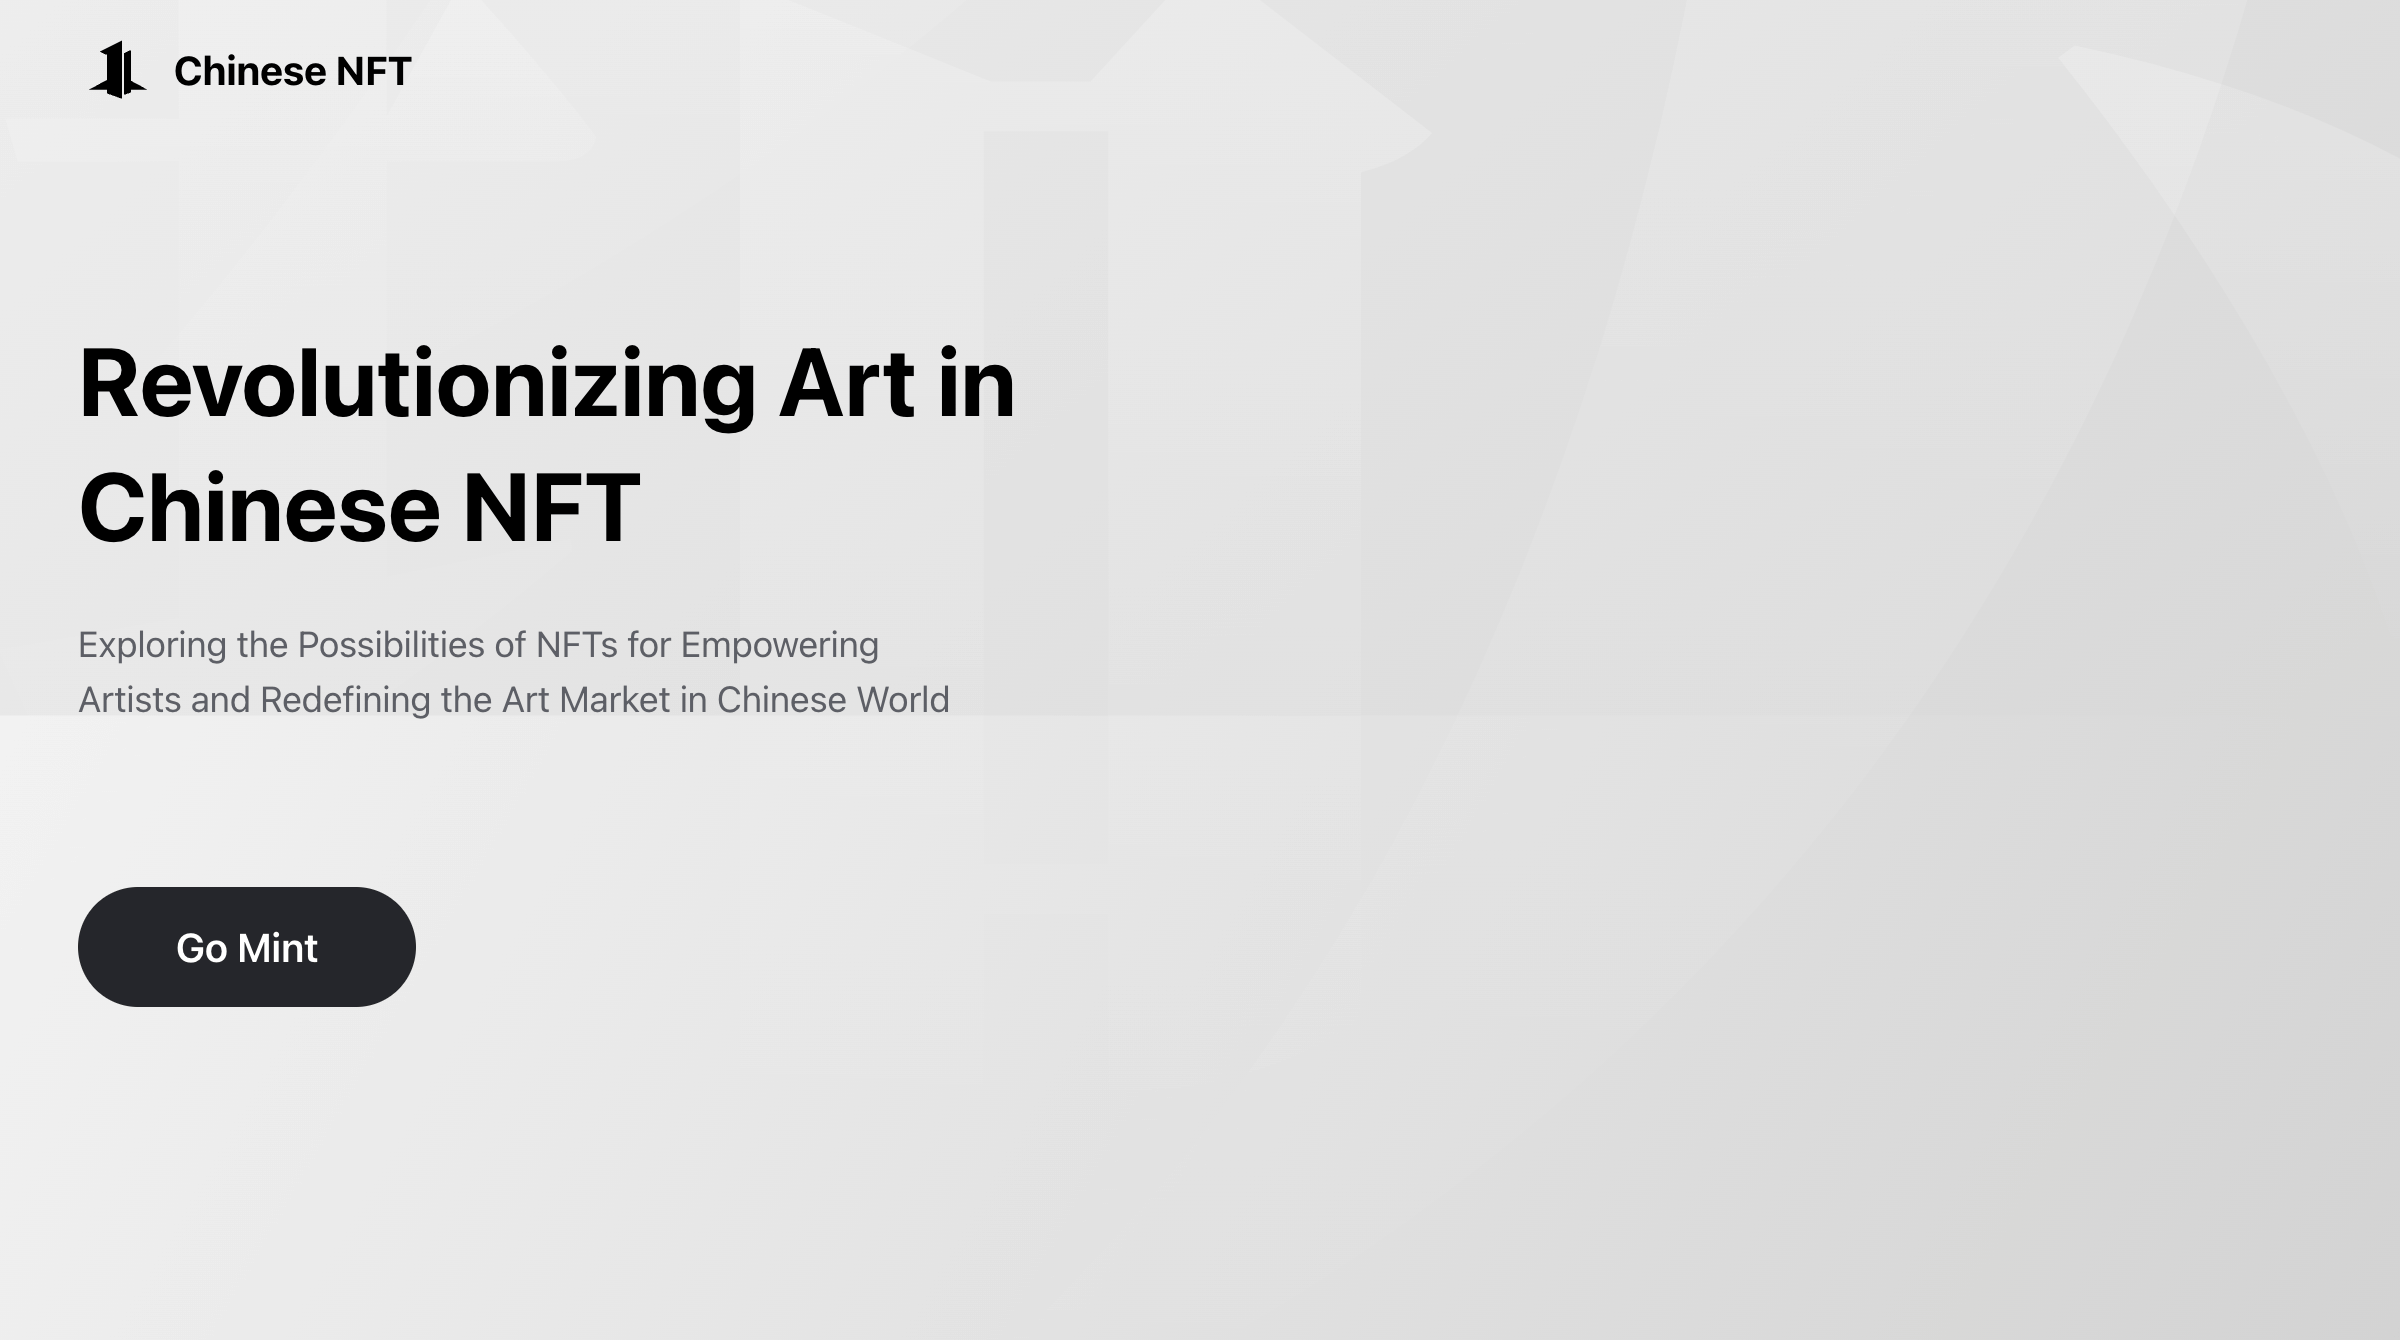 Chinese NFT
Revolutionizing Art in
Chinese NFT
Exploring the Possibilities of NFTs for Empowering
Artists and Redefining the Art Market in Chinese World
Go Mint